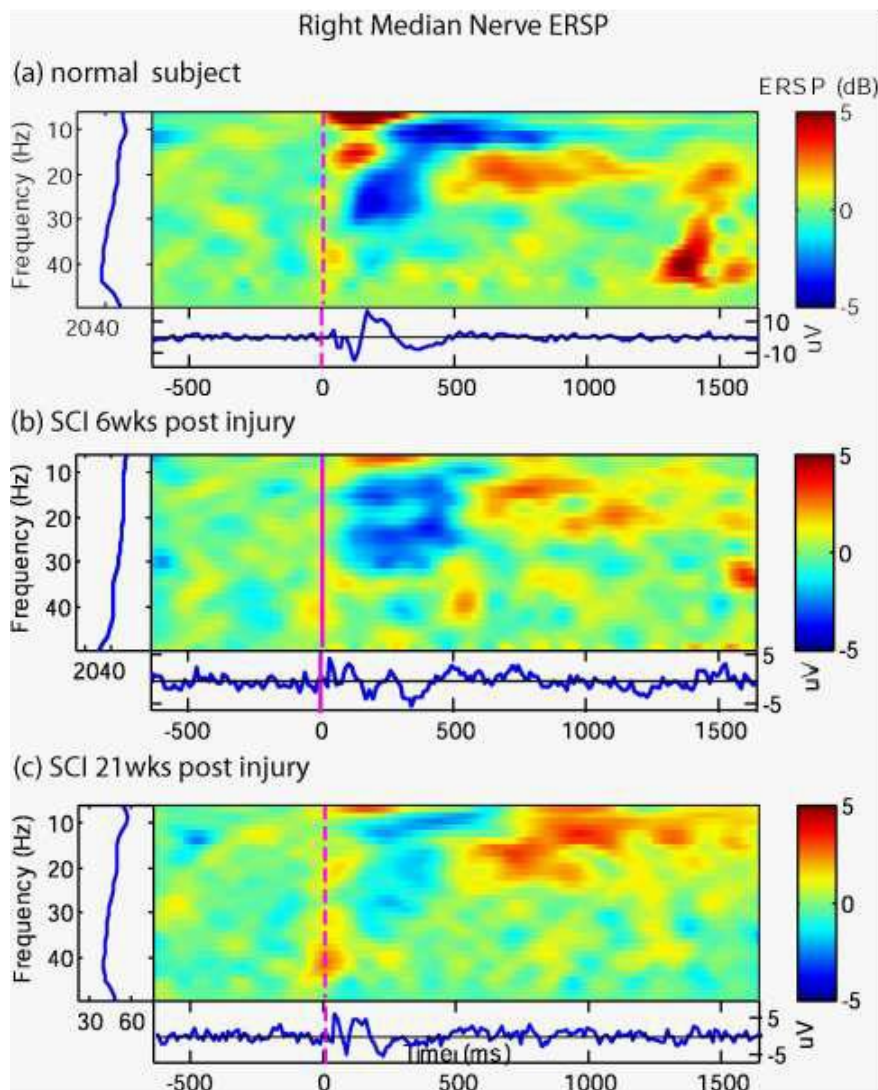 Right Median Nerve ERSP
(a) normal subject
ERSP (dB)
Frequency (Hz)
10
20
30
40
5
0
-5
2040
10
-10
uV
-500 0 500 1000 1500
(b) SCI 6wks post injury
Frequency (Hz)
10
20
30
40
5
0
-5
2040
5
-5
uV
-500 0 500 1000 1500
(c) SCI 21wks post injury
Frequency (Hz)
10
20
30
40
5
0
-5
30 60
5
-5
uV
Time (ms)
-500 0 500 1000 1500